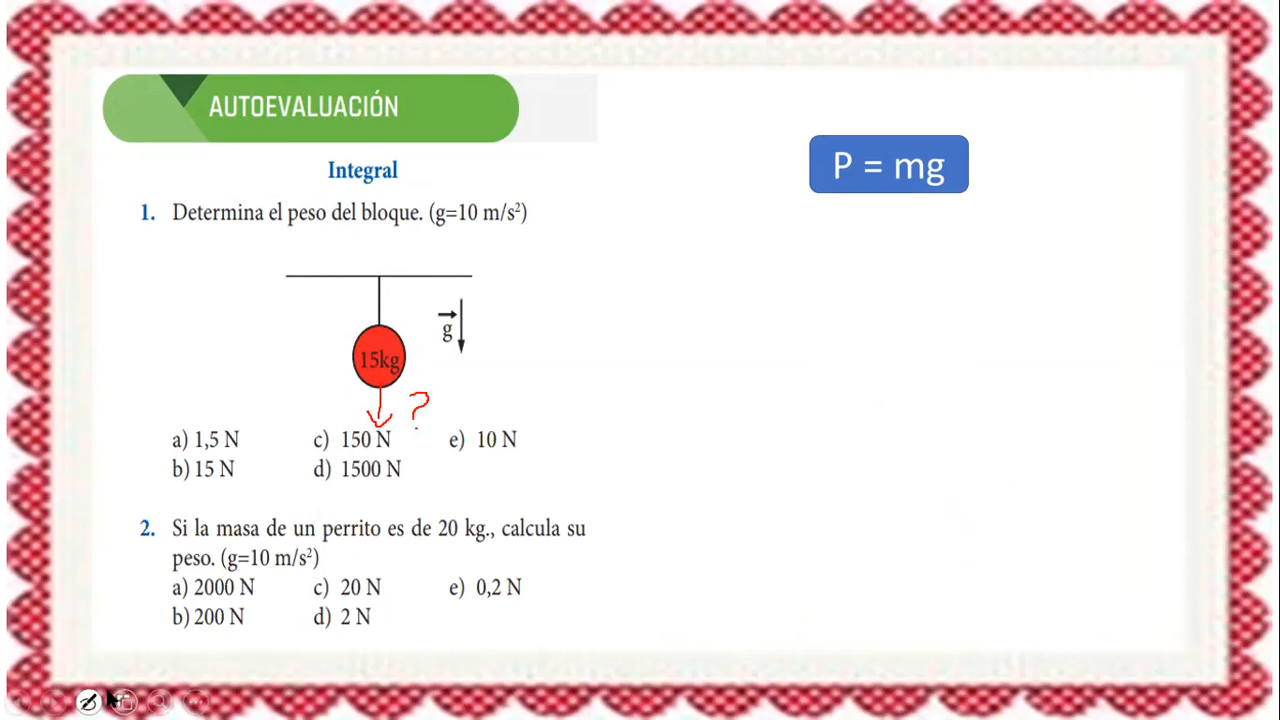 AUTOEVALUACIÓN
Integral
P = mg
1. Determina el peso del bloque. (g=10 m/s²)
g
15kg
?
a) 1,5 N c) 150 N e) 10 N
b) 15 N d) 1500 N
2. Si la masa de un perrito es de 20 kg., calcula su
peso. (g=10 m/s²)
a) 2000 N c) 20 N e) 0,2 N
b) 200 N d) 2 N